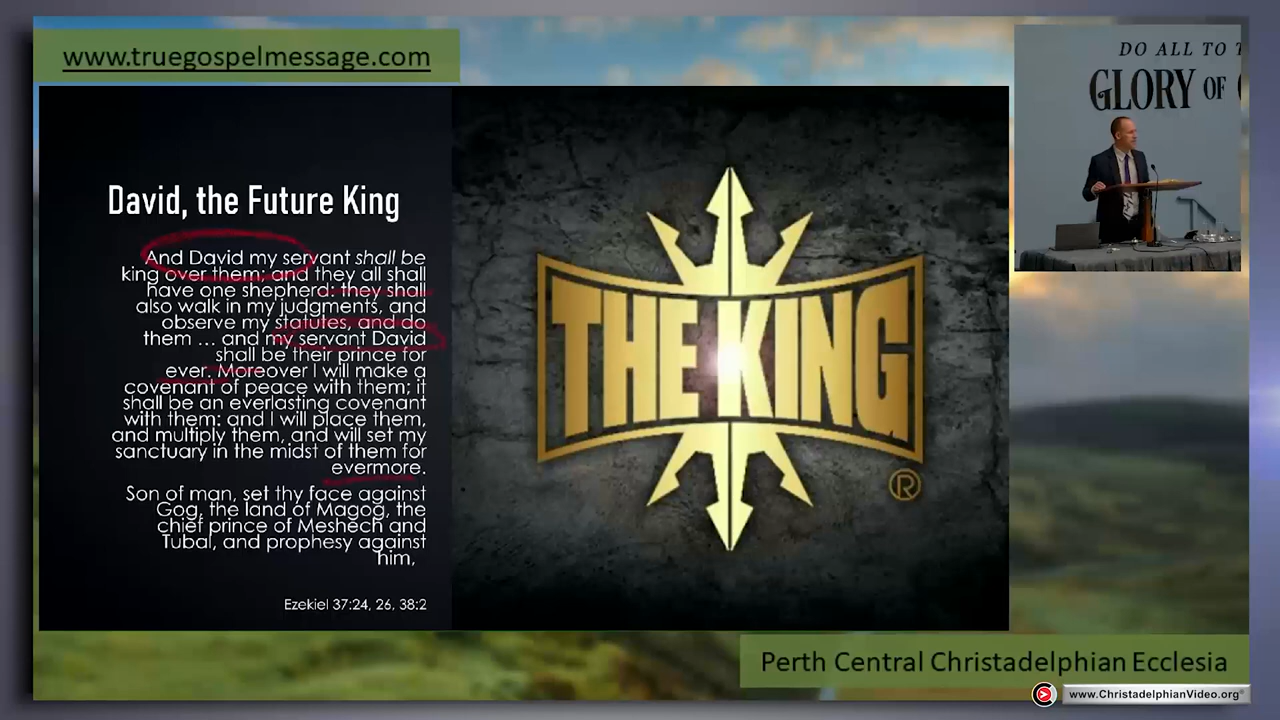 www.truegospelmessage.com
DO ALL TO
GLORY OF
David, the Future King
And David my servant shall be
king over them; and they all shall
have one shepherd: they shall
also walk in my judgments, and
observe my statutes, and do
them ... and my servant David
shall be their prince for
ever. Moreover I will make a
covenant of peace with them; it
shall be an everlasting covenant
with them: and I will place them,
and multiply them, and will set my
sanctuary in the midst of them for
evermore.
Son of man, set thy face against
Gog, the land of Magog, the
chief prince of Meshech and
Tubal, and prophesy against
him,
Ezekiel 37:24, 26, 38:2
THE KING
®
Perth Central Christadelphian Ecclesia
www.ChristadelphianVideo.org